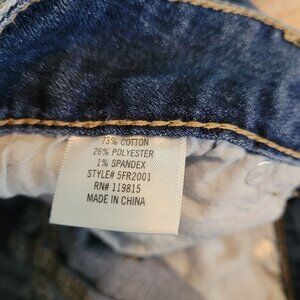 73% COTTON
26% POLYESTER
1% SPANDEX
STYLE# 5FR2001
RN# 119815
MADE IN CHINA